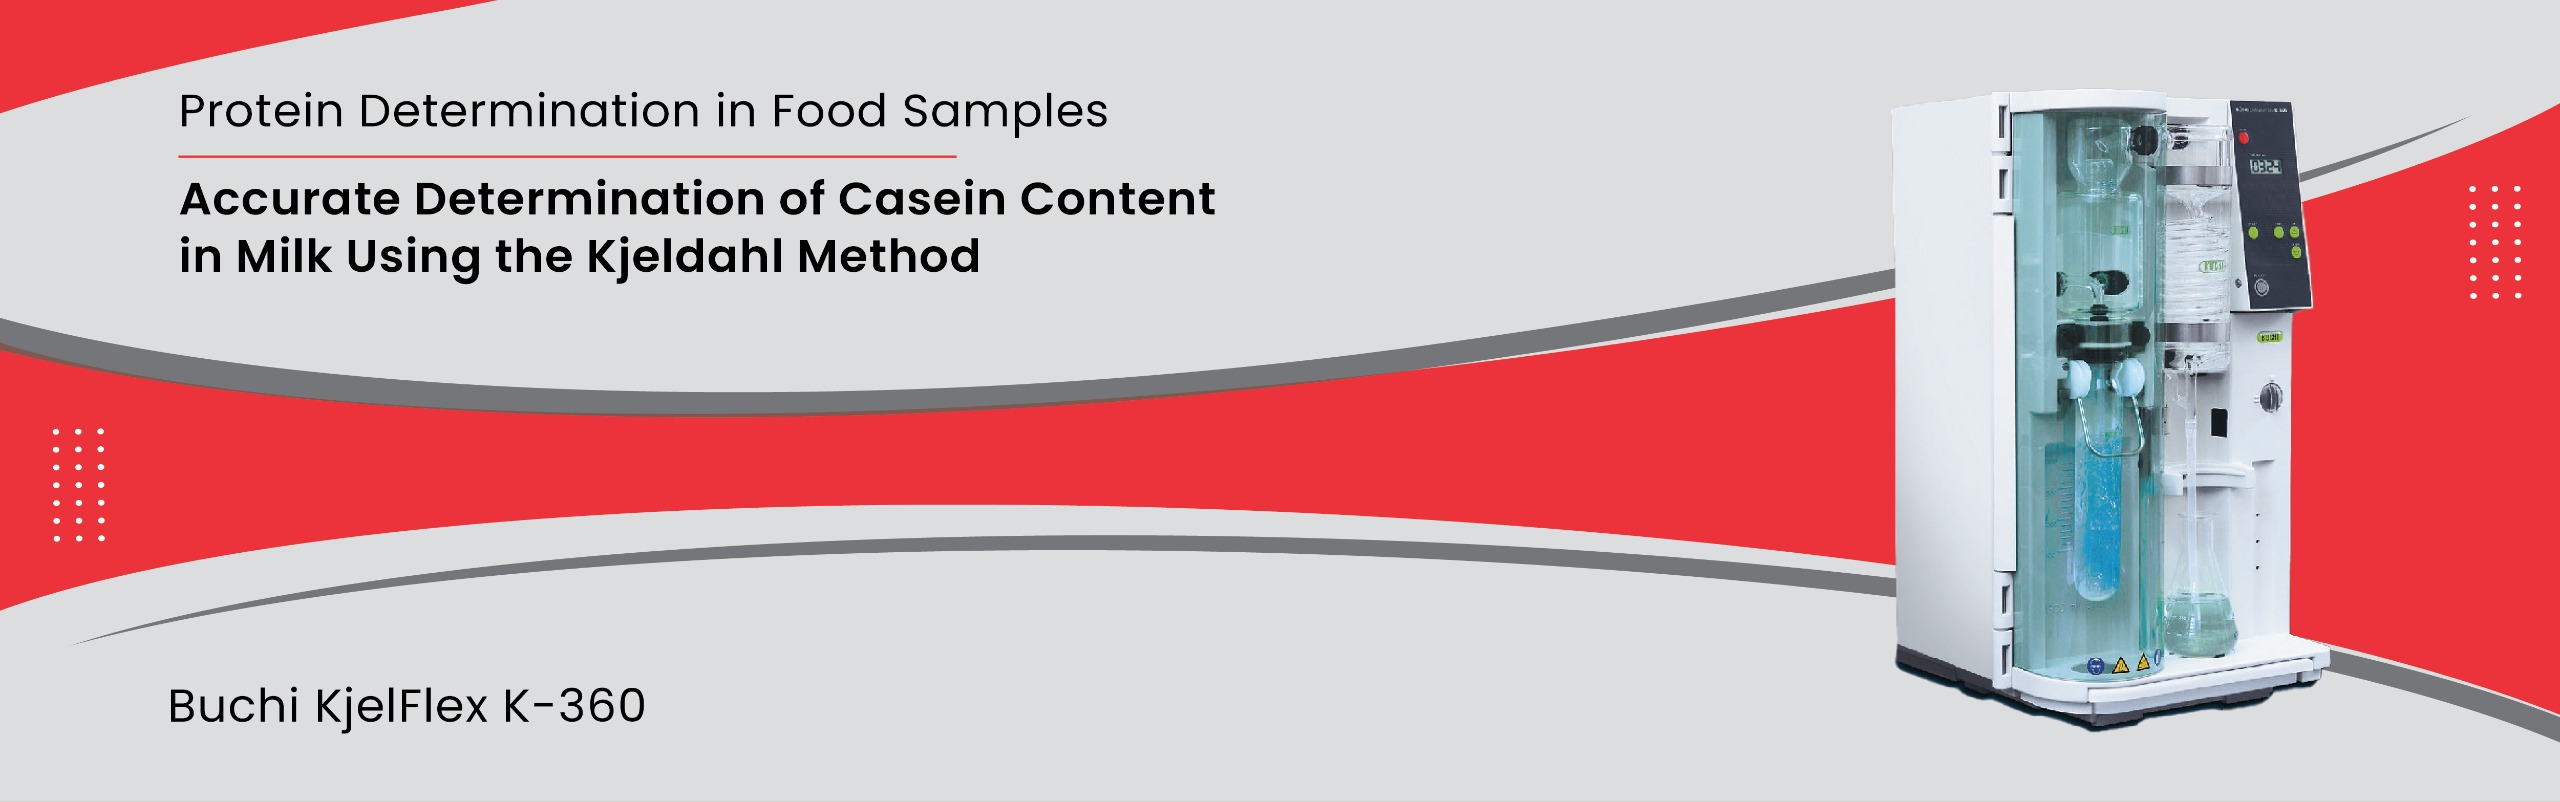 Protein Determination in Food Samples
Accurate Determination of Casein Content
in Milk Using the Kjeldahl Method
Buchi KjelFlex K-360